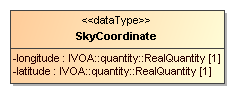 <<dataType>>
SkyCoordinate
-longitude : IVOA::quantity::RealQuantity [1]
-latitude : IVOA::quantity::RealQuantity [1]